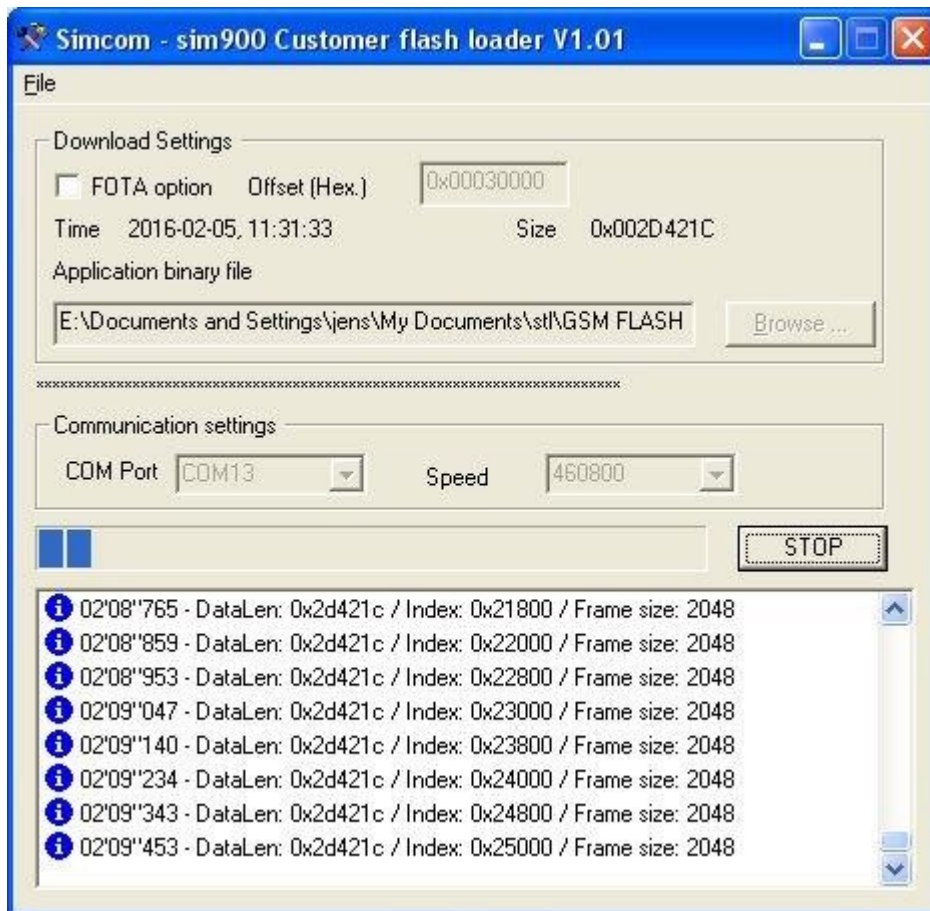 Simcom - sim900 Customer flash loader V1.01
File
Download Settings
FOTA option Offset (Hex.) 0x00030000
Time 2016-02-05, 11:31:33 Size 0x002D421C
Application binary file
E:\Documents and Settings\jens\My Documents\stl\GSM FLASH Browse ...
Communication settings
COM Port COM13 Speed 460800
STOP
02'08"765 - DataLen: 0x2d421c / Index: 0x21800 / Frame size: 2048
02'08"859 - DataLen: 0x2d421c / Index: 0x22000 / Frame size: 2048
02'08"953 - DataLen: 0x2d421c / Index: 0x22800 / Frame size: 2048
02'09"047 - DataLen: 0x2d421c / Index: 0x23000 / Frame size: 2048
02'09"140 - DataLen: 0x2d421c / Index: 0x23800 / Frame size: 2048
02'09"234 - DataLen: 0x2d421c / Index: 0x24000 / Frame size: 2048
02'09"343 - DataLen: 0x2d421c / Index: 0x24800 / Frame size: 2048
02'09"453 - DataLen: 0x2d421c / Index: 0x25000 / Frame size: 2048